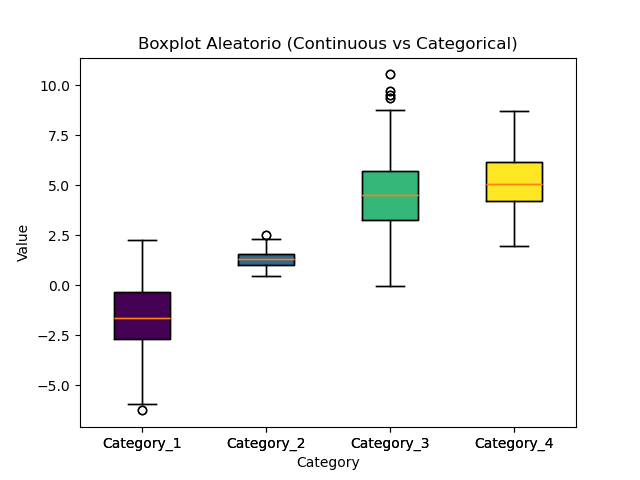 Boxplot Aleatorio (Continuous vs Categorical)
10.0
7.5
5.0
2.5
0.0
−2.5
−5.0
Value
Category_1 Category_2 Category_3 Category_4
Category